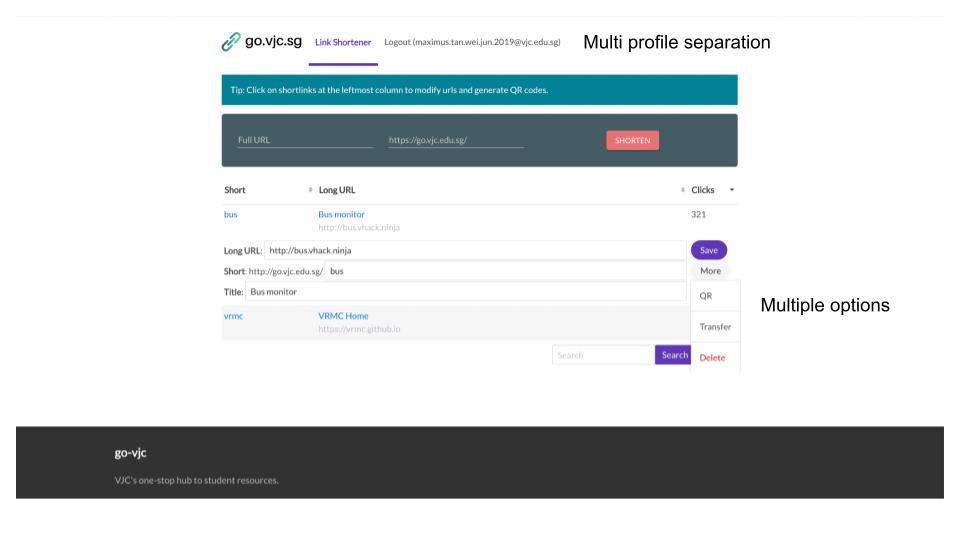 go.vjc.sg Link Shortener Logout (maximus.tan.wei.jun.2019@vjc.edu.sg) Multi profile separation
Tip: Click on shortlinks at the leftmost column to modify urls and generate QR codes.
Full URL https://go.vjc.edu.sg/ SHORTEN
Short Long URL Clicks
bus Bus monitor 321
http://bus.vhack.ninja
Long URL: http://bus.vhack.ninja Save
Short: http://go.vjc.edu.sg/ bus More
Title: Bus monitor
QR
Multiple options
vrmc VRMC Home
https://vrmc.github.io Transfer
Search Search Delete
go-vjc
VJC's one-stop hub to student resources.